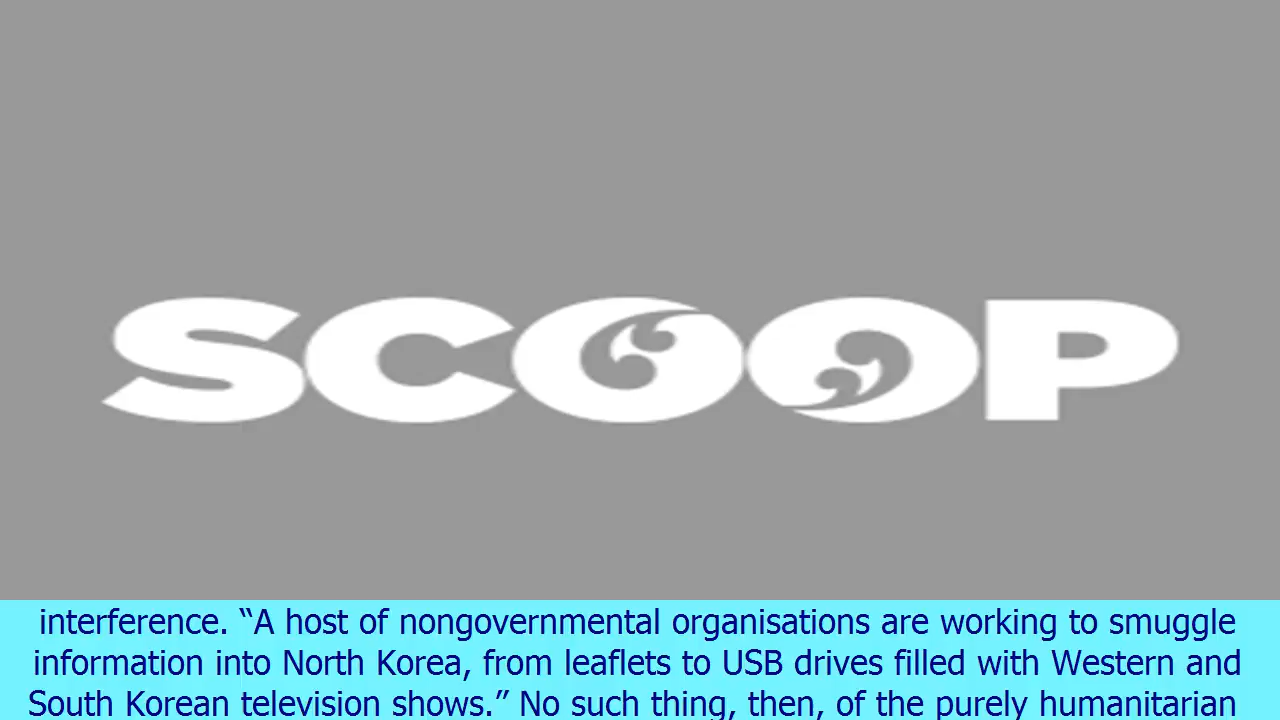 SCOOP
interference. “A host of nongovernmental organisations are working to smuggle
information into North Korea, from leaflets to USB drives filled with Western and
South Korean television shows.” No such thing, then, of the purely humanitarian